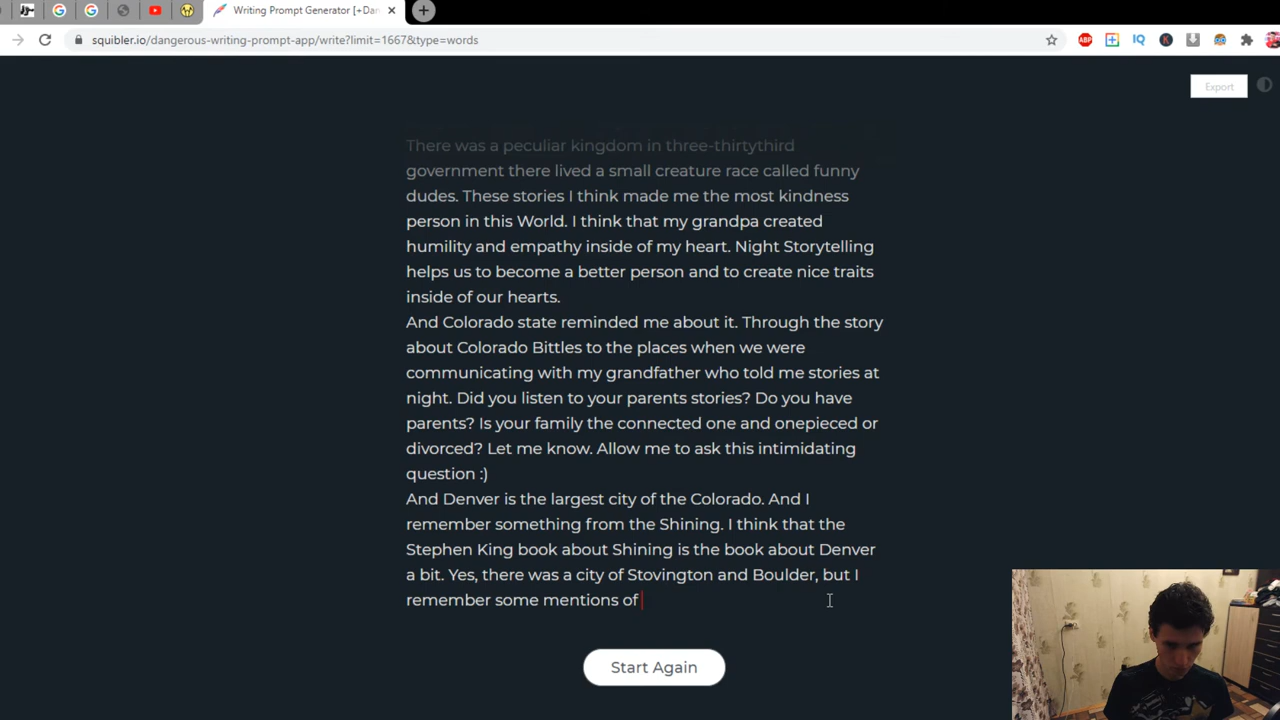 Writing Prompt Generator [+Dan
squibler.io/dangerous-writing-prompt-app/write?limit=1667&type=words
ABP
IQ
K
Export
There was a peculiar kingdom in three-thirtythird
government there lived a small creature race called funny
dudes. These stories I think made me the most kindness
person in this World. I think that my grandpa created
humility and empathy inside of my heart. Night Storytelling
helps us to become a better person and to create nice traits
inside of our hearts.
And Colorado state reminded me about it. Through the story
about Colorado Bittles to the places when we were
communicating with my grandfather who told me stories at
night. Did you listen to your parents stories? Do you have
parents? Is your family the connected one and onepieced or
divorced? Let me know. Allow me to ask this intimidating
question :)
And Denver is the largest city of the Colorado. And I
remember something from the Shining. I think that the
Stephen King book about Shining is the book about Denver
a bit. Yes, there was a city of Stovington and Boulder, but I
remember some mentions of
Start Again